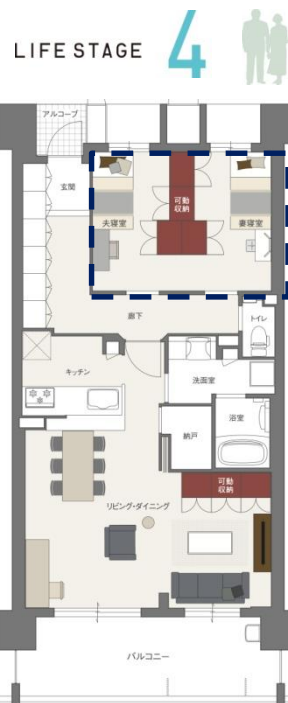 LIFE STAGE 4
アルコーブ
玄関
夫寝室
可動
収納
妻寝室
廊下
トイレ
キッチン
洗面室
納戸
浴室
可動
収納
リビング・ダイニング
バルコニー